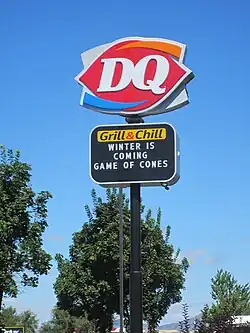 DQ
Grill & Chill
WINTER IS
COMING
GAME OF CONES